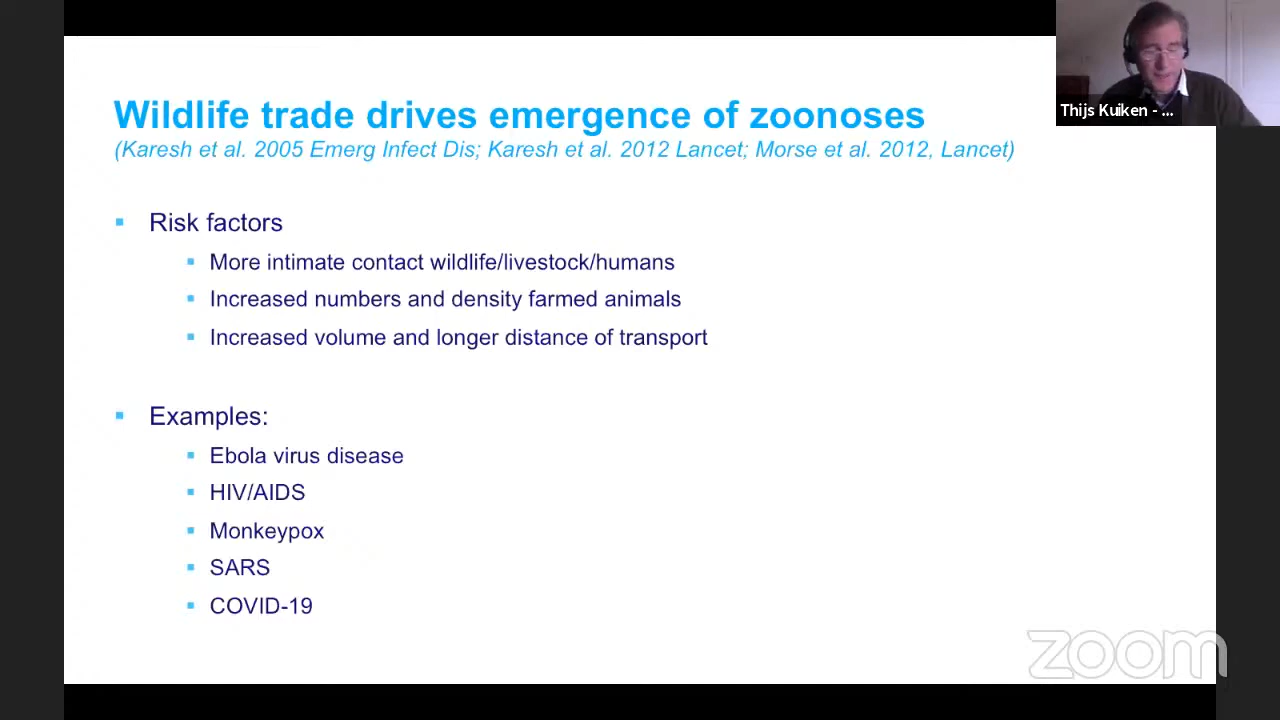 Wildlife trade drives emergence of zoonoses
(Karesh et al. 2005 Emerg Infect Dis; Karesh et al. 2012 Lancet; Morse et al. 2012, Lancet)
Risk factors
More intimate contact wildlife/livestock/humans
Increased numbers and density farmed animals
Increased volume and longer distance of transport
Examples:
Ebola virus disease
HIV/AIDS
Monkeypox
SARS
COVID-19
Thijs Kuiken - ...
zoom